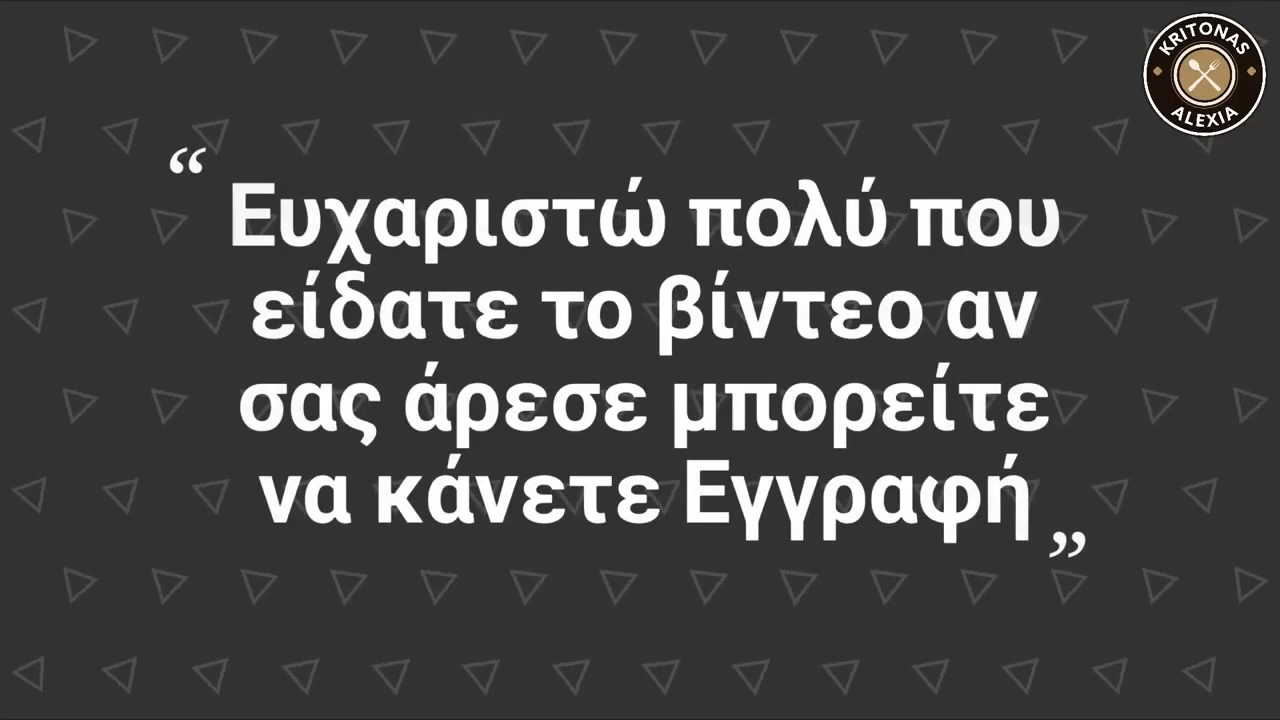 KRITONAS
ALEXIA
“Ευχαριστώ πολύ που
είδατε το βίντεο αν
σας άρεσε μπορείτε
να κάνετε Εγγραφή”